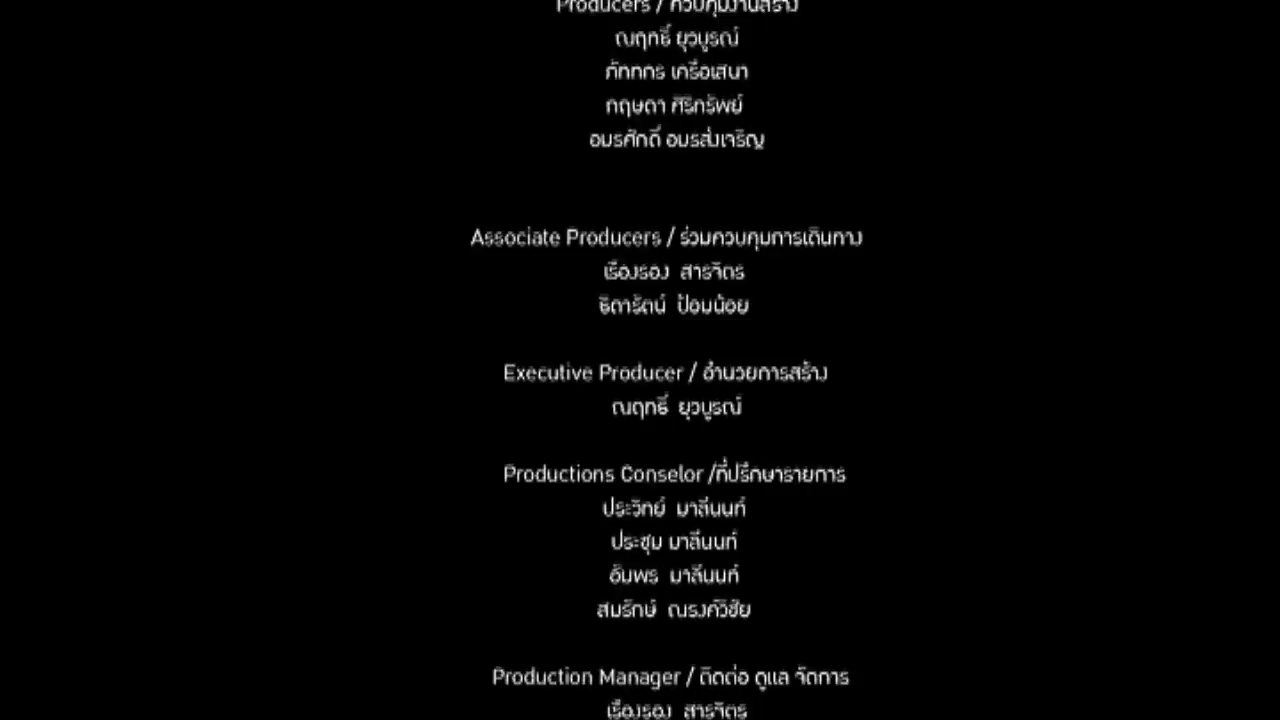 Producers / ควบคุมงานสร้าง
ณฤทธิ์ ยุวบูรณ์
ภัททกร เครือเสนา
กฤษดา ศิริทรัพย์
อมรศักดิ์ อมรส่งเจริญ
Associate Producers / ร่วมควบคุมการเดินทาง
เรืองรอง สารจิตร
ธิดารัตน์ ป้อมน้อย
Executive Producer / อำนวยการสร้าง
ณฤทธิ์ ยุวบูรณ์
Productions Conselor /ที่ปรึกษารายการ
ประวิทย์ มาลีนนท์
ประชุม มาลีนนท์
อัมพร มาลีนนท์
สมรักษ์ ณรงค์วิชัย
Production Manager / ติดต่อ ดูแล จัดการ
เรืองรอง สารจิตร